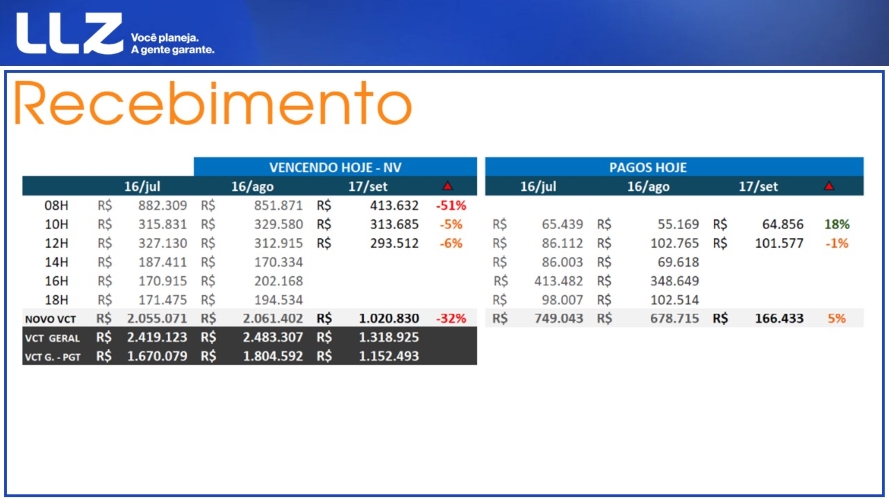 LLZ Você planeja.
A gente garante.
Recebimento
VENCENDO HOJE - NV PAGOS HOJE
16/jul 16/ago 17/set 16/jul 16/ago 17/set
08H R$ 882.309 R$ 851.871 R$ 413.632 -51%
10H R$ 315.831 R$ 329.580 R$ 313.685 -5% R$ 65.439 R$ 55.169 R$ 64.856 18%
12H R$ 327.130 R$ 312.915 R$ 293.512 -6% R$ 86.112 R$ 102.765 R$ 101.577 -1%
14H R$ 187.411 R$ 170.334 R$ 86.003 R$ 69.618
16H R$ 170.915 R$ 202.168 R$ 413.482 R$ 348.649
18H R$ 171.475 R$ 194.534 R$ 98.007 R$ 102.514
NOVO VCT R$ 2.055.071 R$ 2.061.402 R$ 1.020.830 -32% R$ 749.043 R$ 678.715 R$ 166.433 5%
VCT GERAL R$ 2.419.123 R$ 2.483.307 R$ 1.318.925
VCT G. - PGT R$ 1.670.079 R$ 1.804.592 R$ 1.152.493